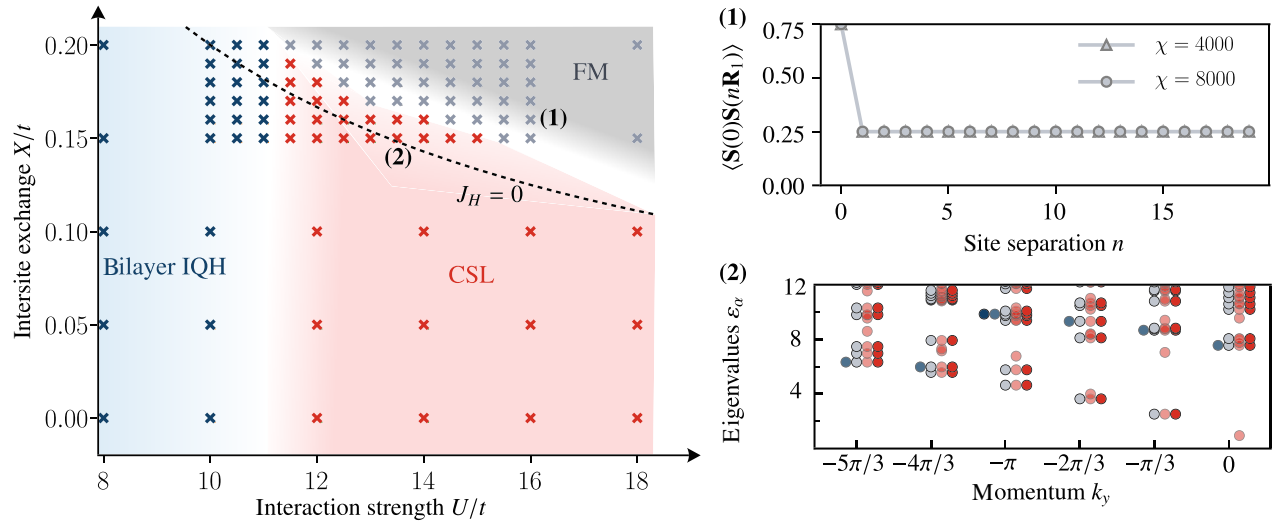 0.20
0.15
0.10
0.05
0.00
Intersite exchange X/t
8
10
12
14
16
18
Interaction strength U/t
Bilayer IQH
CSL
FM
J_H = 0
(1)
(2)
(1)
0.75
0.50
0.25
0.00
⟨S(0)S(nR₁)⟩
χ = 4000
χ = 8000
0
5
10
15
Site separation n
(2)
12
8
4
Eigenvalues ε_α
−5π/3
−4π/3
−π
−2π/3
−π/3
0
Momentum k_y